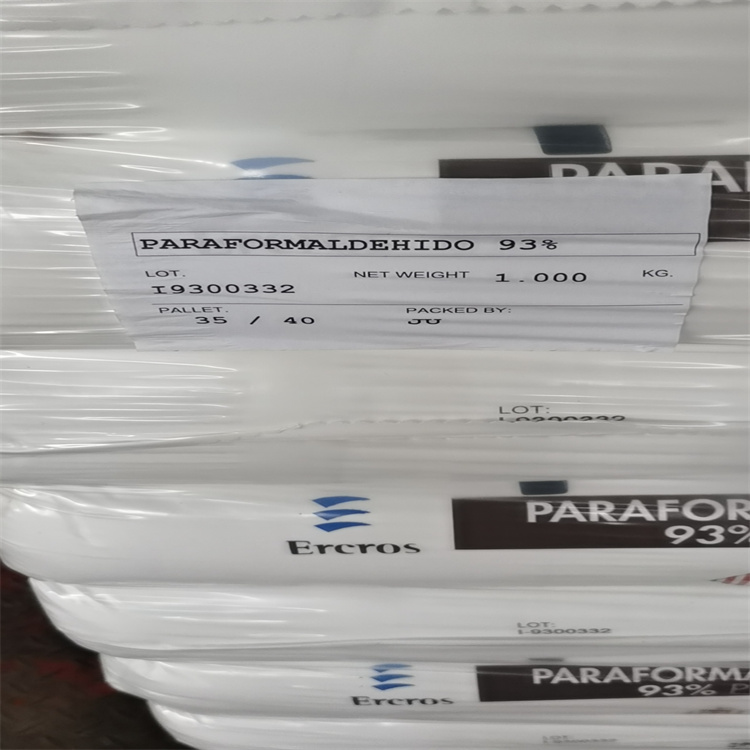 PARAFORMALDEHIDO 93%
LOT. NET WEIGHT 1.000 KG.
I9300332
PALLET. PACKED BY:
35 / 40
LOT:
Ercros PARAFOR
93%
LOT:
I-9300332
Ercros PARAFORMA
93%